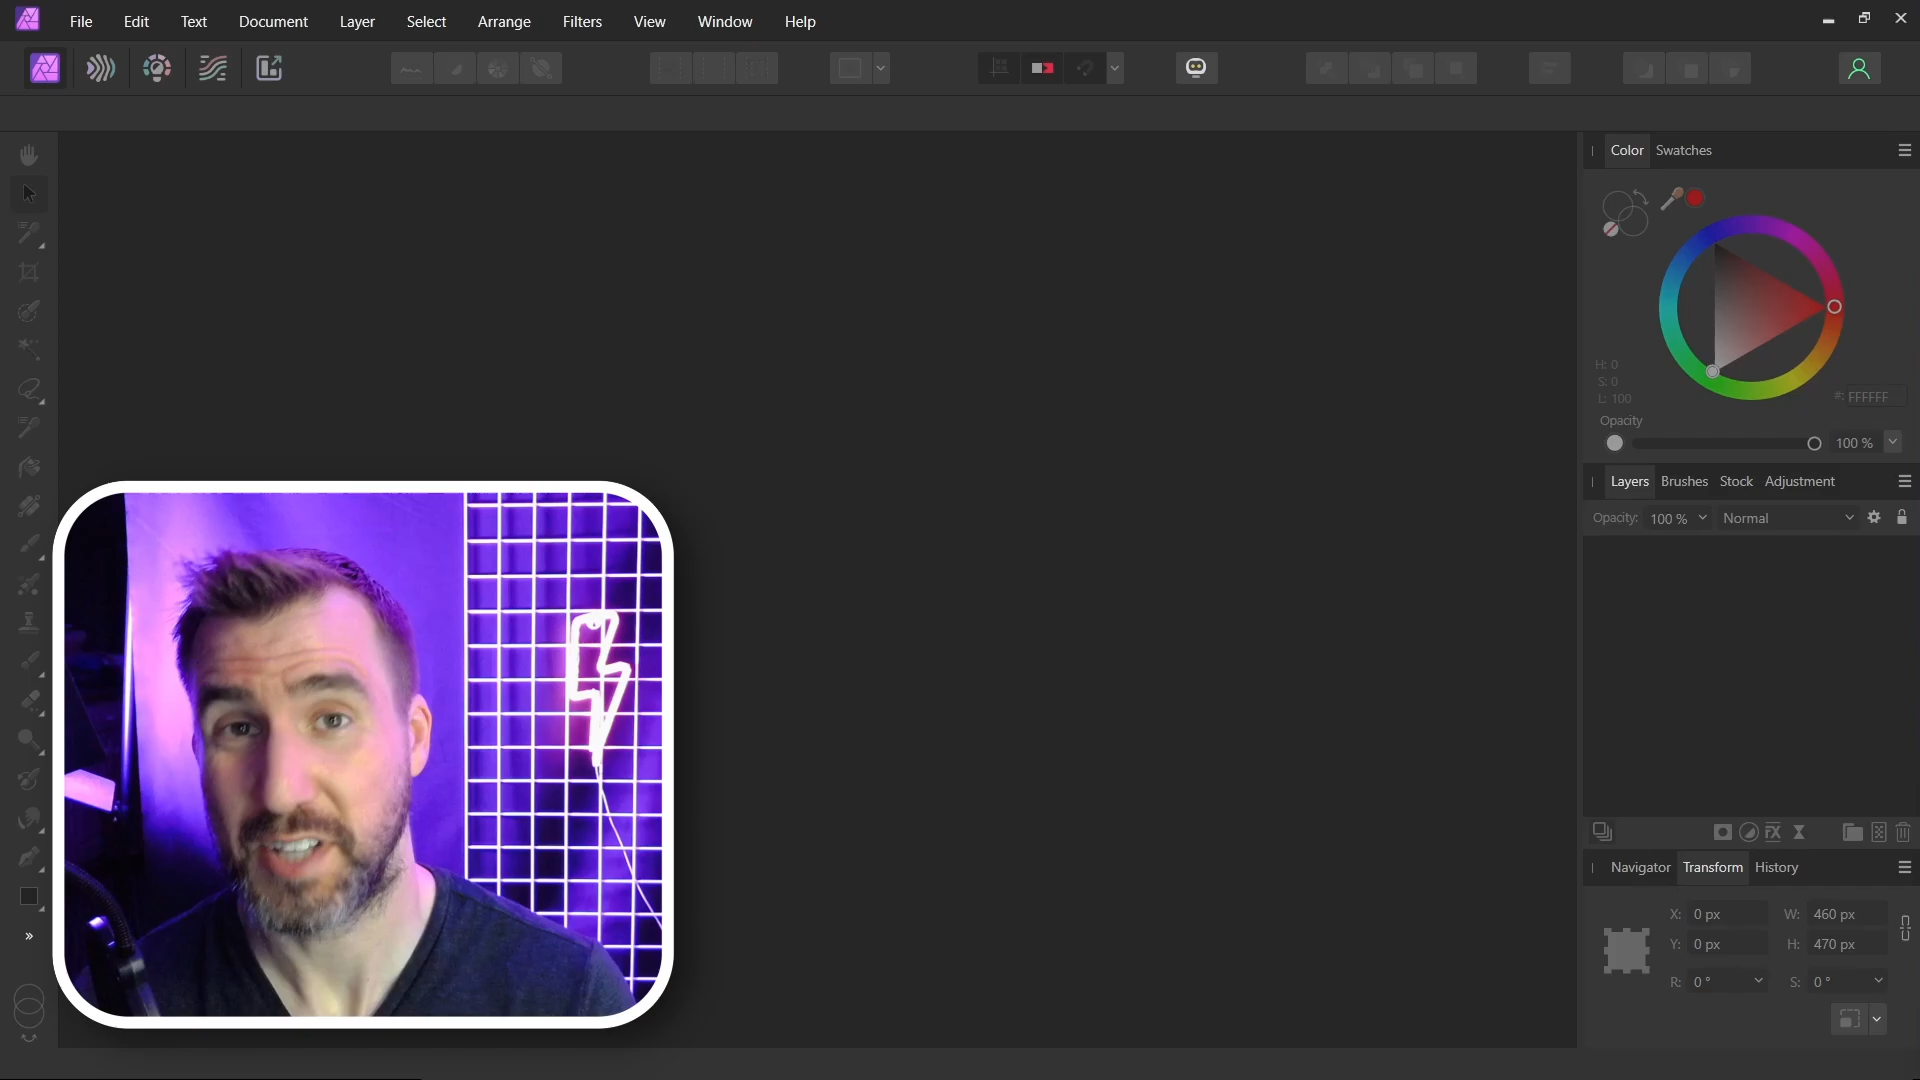 File Edit Text Document Layer Select Arrange Filters View Window Help
Color Swatches
H: 0
S: 0
L: 100
#: FFFFFF
Opacity
100 %
Layers Brushes Stock Adjustment
Opacity: 100 % Normal
FX
Navigator Transform History
X: 0 px W: 460 px
Y: 0 px H: 470 px
R: 0 ° S: 0 °